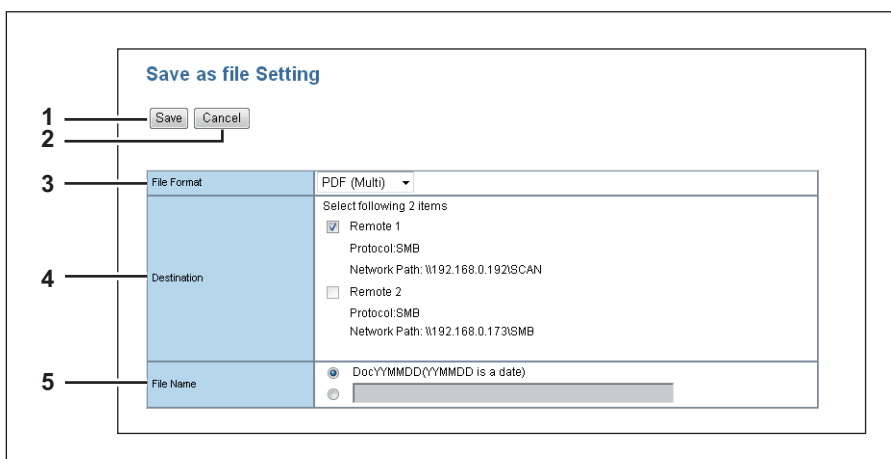 Save as file Setting
1
Save Cancel
2
3
File Format
PDF (Multi)
Select following 2 items
Remote 1
Protocol:SMB
Network Path: \\192.168.0.192\SCAN
4
Destination
Remote 2
Protocol:SMB
Network Path: \\192.168.0.173\SMB
5
File Name
DocYYMMDD(YYMMDD is a date)